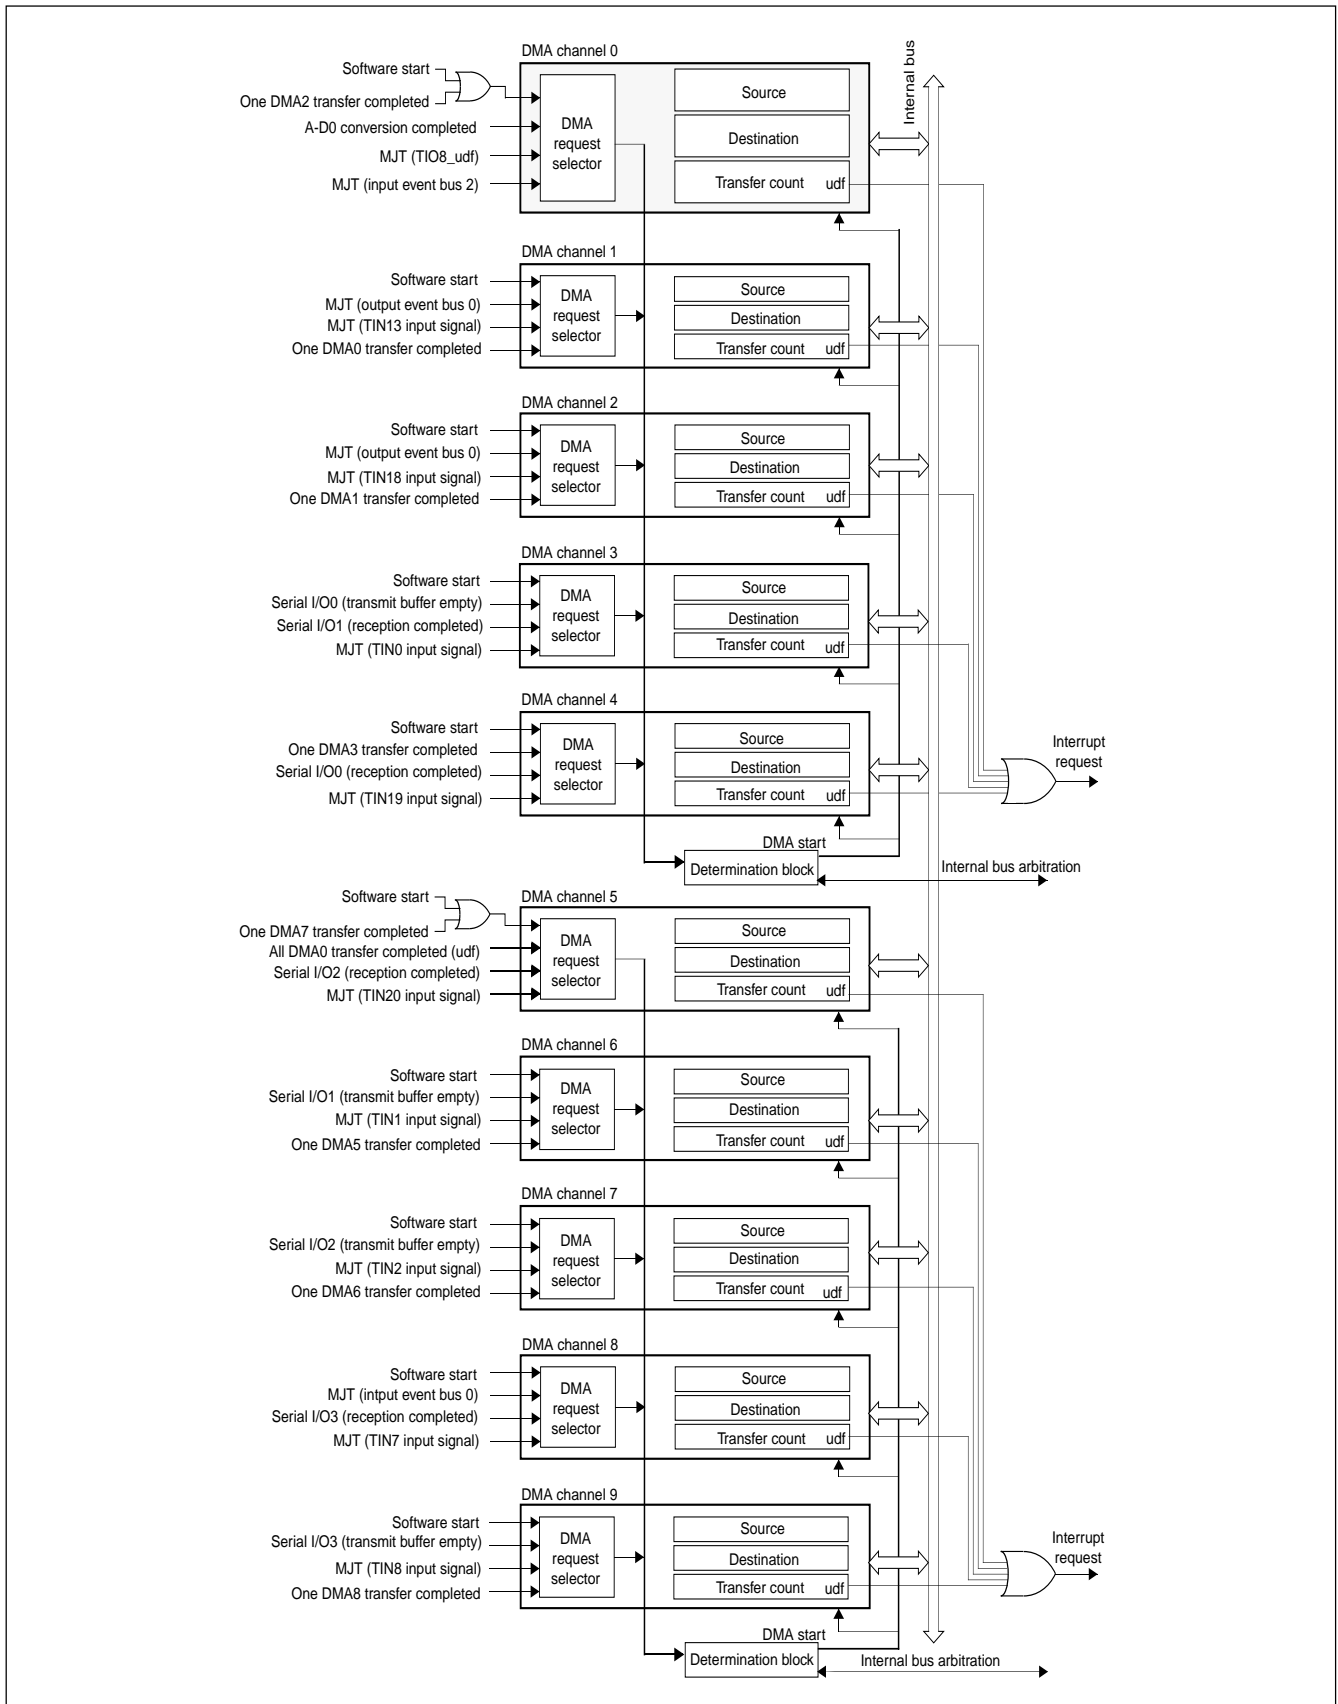 DMA channel 0
Internal bus
Software start
One DMA2 transfer completed
A-D0 conversion completed
MJT (TIO8_udf)
MJT (input event bus 2)
DMA
request
selector
Source
Destination
Transfer count udf
DMA channel 1
Software start
MJT (output event bus 0)
MJT (TIN13 input signal)
One DMA0 transfer completed
DMA
request
selector
Source
Destination
Transfer count udf
DMA channel 2
Software start
MJT (output event bus 0)
MJT (TIN18 input signal)
One DMA1 transfer completed
DMA
request
selector
Source
Destination
Transfer count udf
DMA channel 3
Software start
Serial I/O0 (transmit buffer empty)
Serial I/O1 (reception completed)
MJT (TIN0 input signal)
DMA
request
selector
Source
Destination
Transfer count udf
DMA channel 4
Software start
One DMA3 transfer completed
Serial I/O0 (reception completed)
MJT (TIN19 input signal)
DMA
request
selector
Source
Destination
Transfer count udf
Interrupt
request
DMA start
Determination block
Internal bus arbitration
DMA channel 5
Software start
One DMA7 transfer completed
All DMA0 transfer completed (udf)
Serial I/O2 (reception completed)
MJT (TIN20 input signal)
DMA
request
selector
Source
Destination
Transfer count udf
DMA channel 6
Software start
Serial I/O1 (transmit buffer empty)
MJT (TIN1 input signal)
One DMA5 transfer completed
DMA
request
selector
Source
Destination
Transfer count udf
DMA channel 7
Software start
Serial I/O2 (transmit buffer empty)
MJT (TIN2 input signal)
One DMA6 transfer completed
DMA
request
selector
Source
Destination
Transfer count udf
DMA channel 8
Software start
MJT (intput event bus 0)
Serial I/O3 (reception completed)
MJT (TIN7 input signal)
DMA
request
selector
Source
Destination
Transfer count udf
DMA channel 9
Software start
Serial I/O3 (transmit buffer empty)
MJT (TIN8 input signal)
One DMA8 transfer completed
DMA
request
selector
Source
Destination
Transfer count udf
Interrupt
request
DMA start
Determination block
Internal bus arbitration